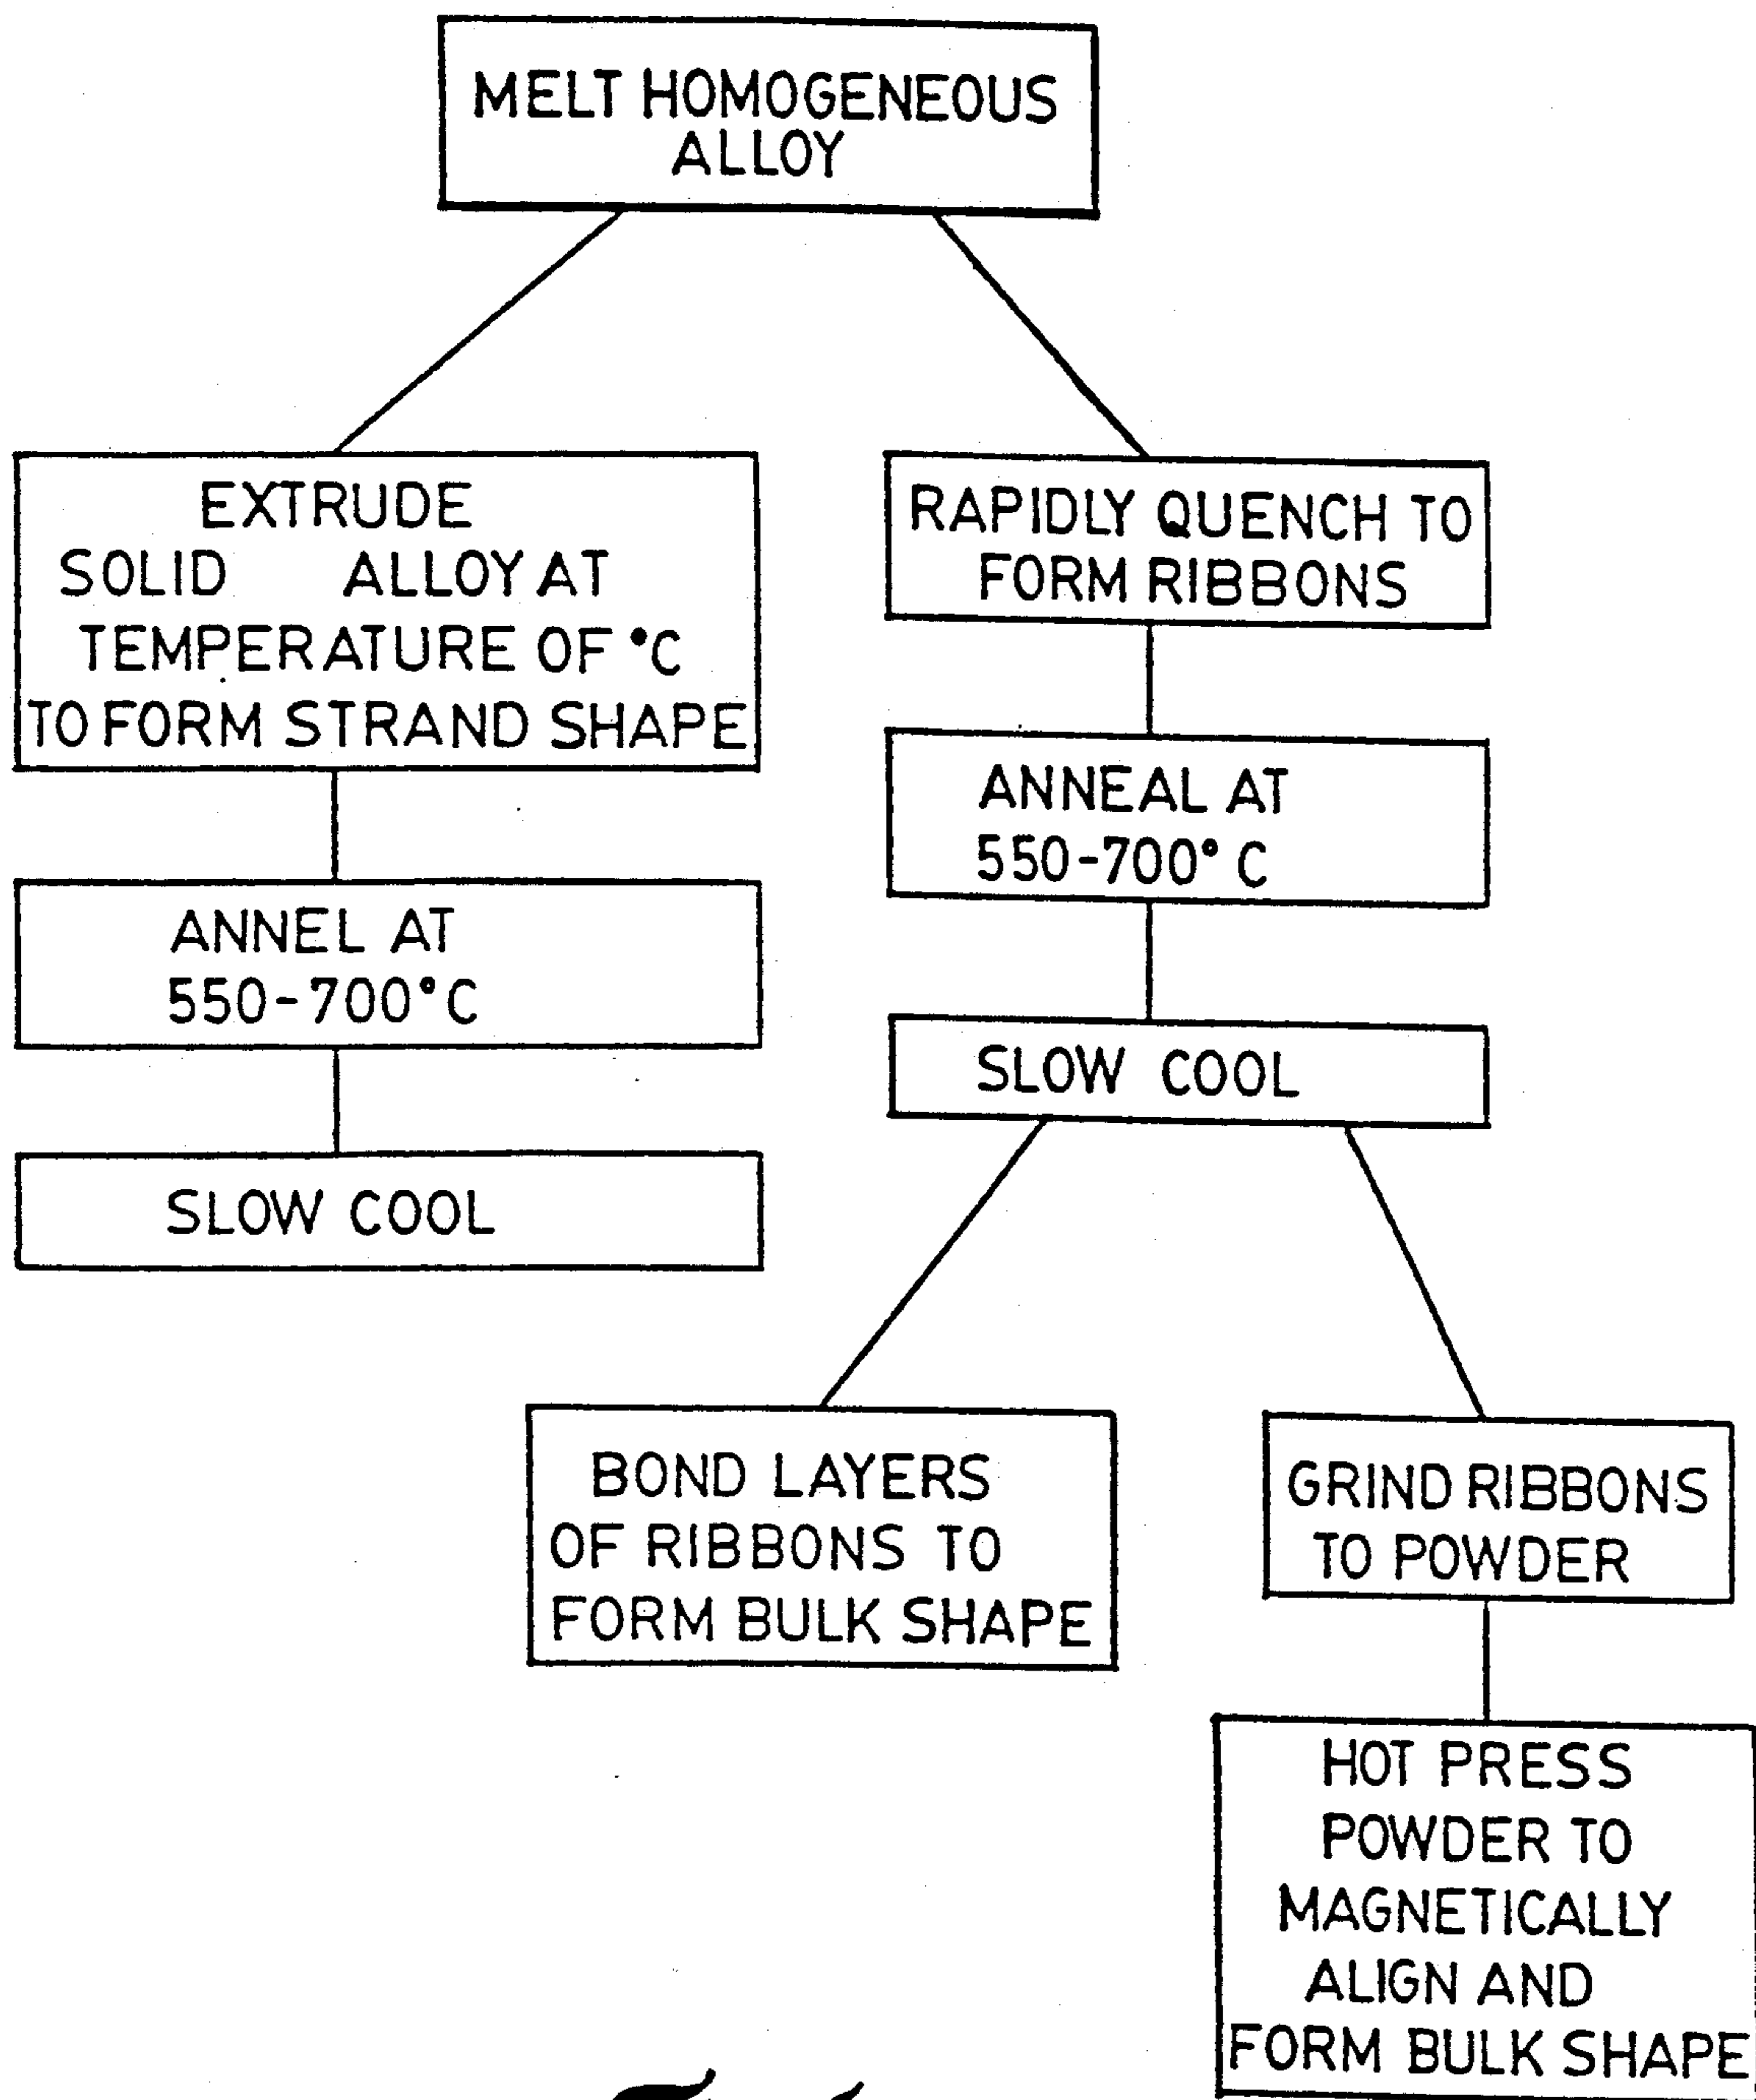 MELT HOMOGENEOUS
ALLOY
EXTRUDE
SOLID ALLOY AT
TEMPERATURE OF °C
TO FORM STRAND SHAPE
ANNEL AT
550-700°C
SLOW COOL
RAPIDLY QUENCH TO
FORM RIBBONS
ANNEAL AT
550-700° C
SLOW COOL
BOND LAYERS
OF RIBBONS TO
FORM BULK SHAPE
GRIND RIBBONS
TO POWDER
HOT PRESS
POWDER TO
MAGNETICALLY
ALIGN AND
FORM BULK SHAPE